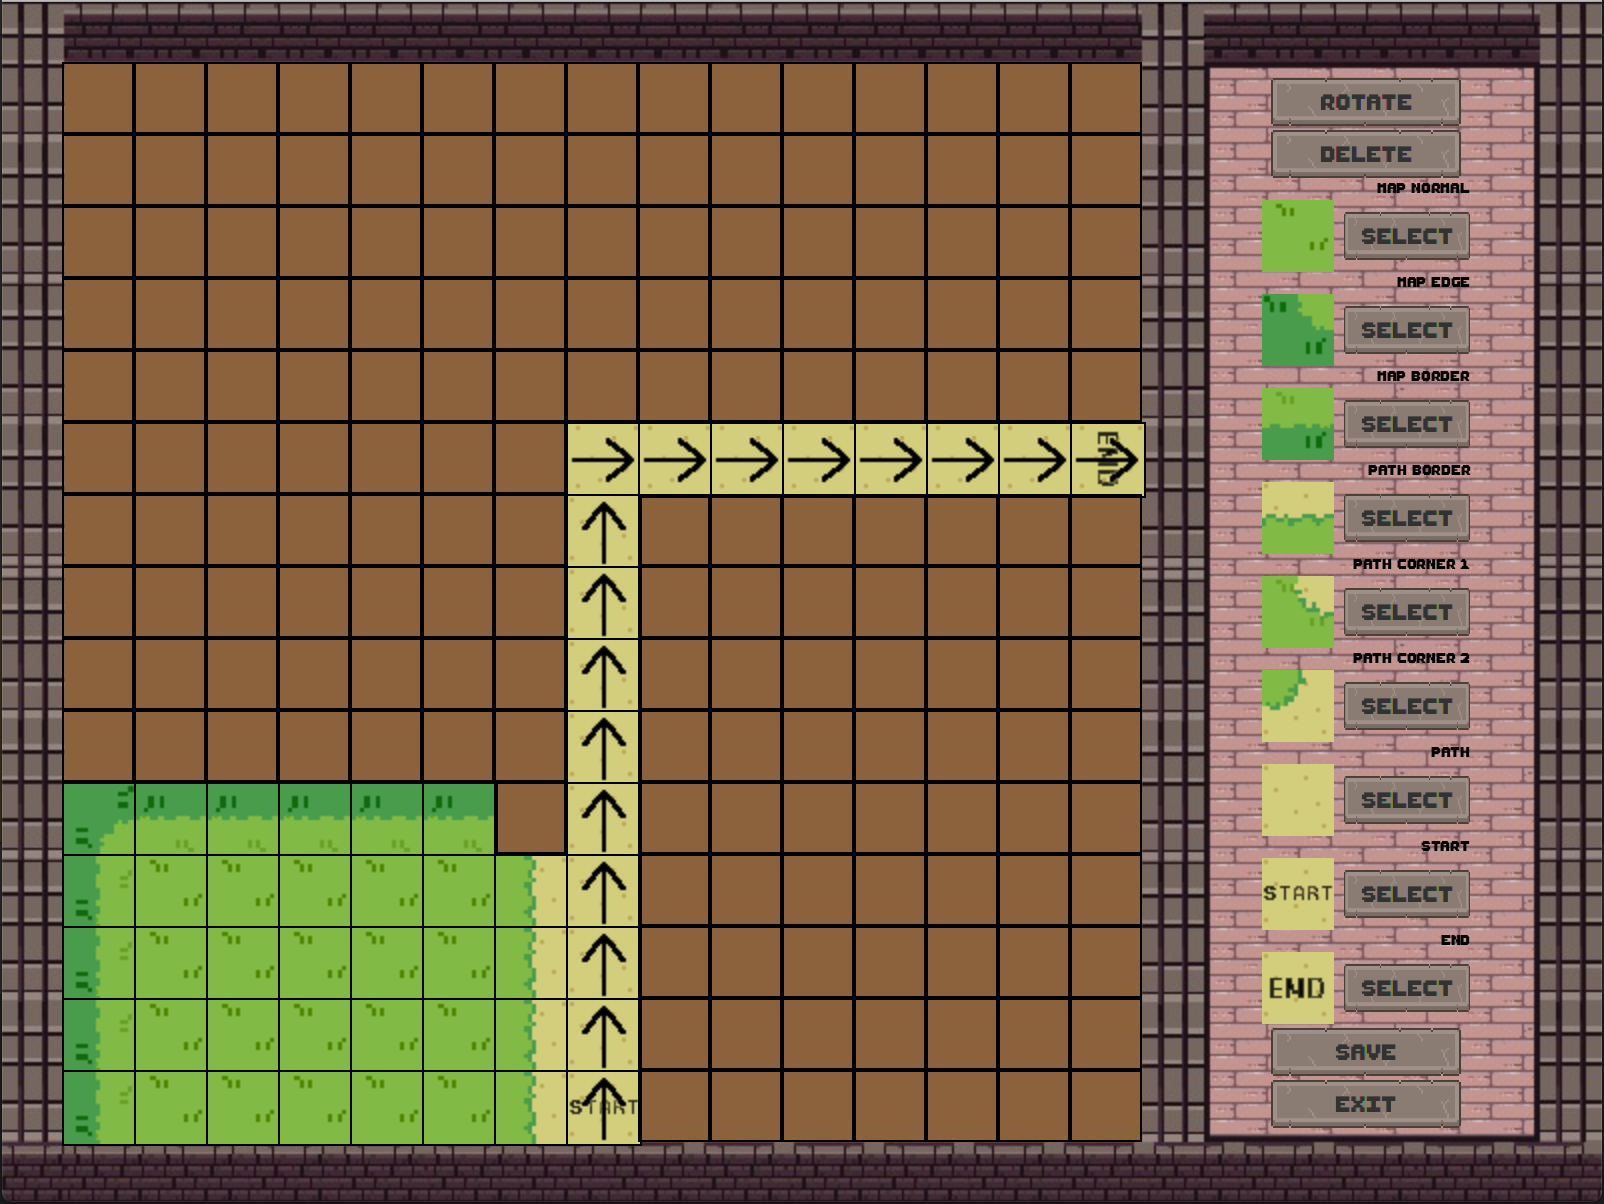 ROTATE
DELETE
MAP NORMAL
SELECT
MAP EDGE
SELECT
MAP BORDER
SELECT
PATH BORDER
SELECT
PATH CORNER 1
SELECT
PATH CORNER 2
SELECT
PATH
SELECT
START
START SELECT
END
END SELECT
SAVE
EXIT
END
START